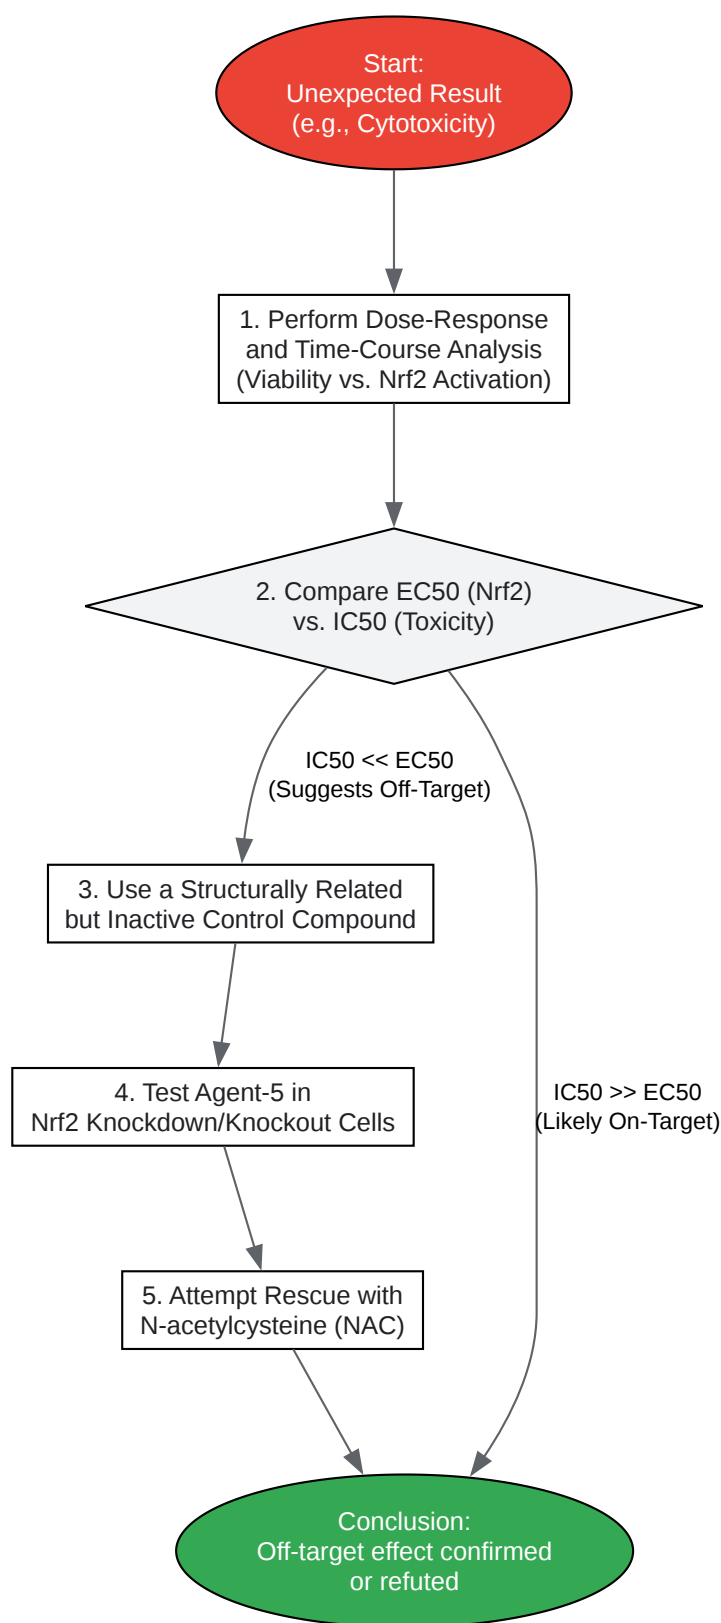 Start:
Unexpected Result
(e.g., Cytotoxicity)
1. Perform Dose-Response
and Time-Course Analysis
(Viability vs. Nrf2 Activation)
2. Compare EC50 (Nrf2)
vs. IC50 (Toxicity)
IC50 << EC50
(Suggests Off-Target)
3. Use a Structurally Related
but Inactive Control Compound
4. Test Agent-5 in
Nrf2 Knockdown/Knockout Cells
IC50 >> EC50
(Likely On-Target)
5. Attempt Rescue with
N-acetylcysteine (NAC)
Conclusion:
Off-target effect confirmed
or refuted